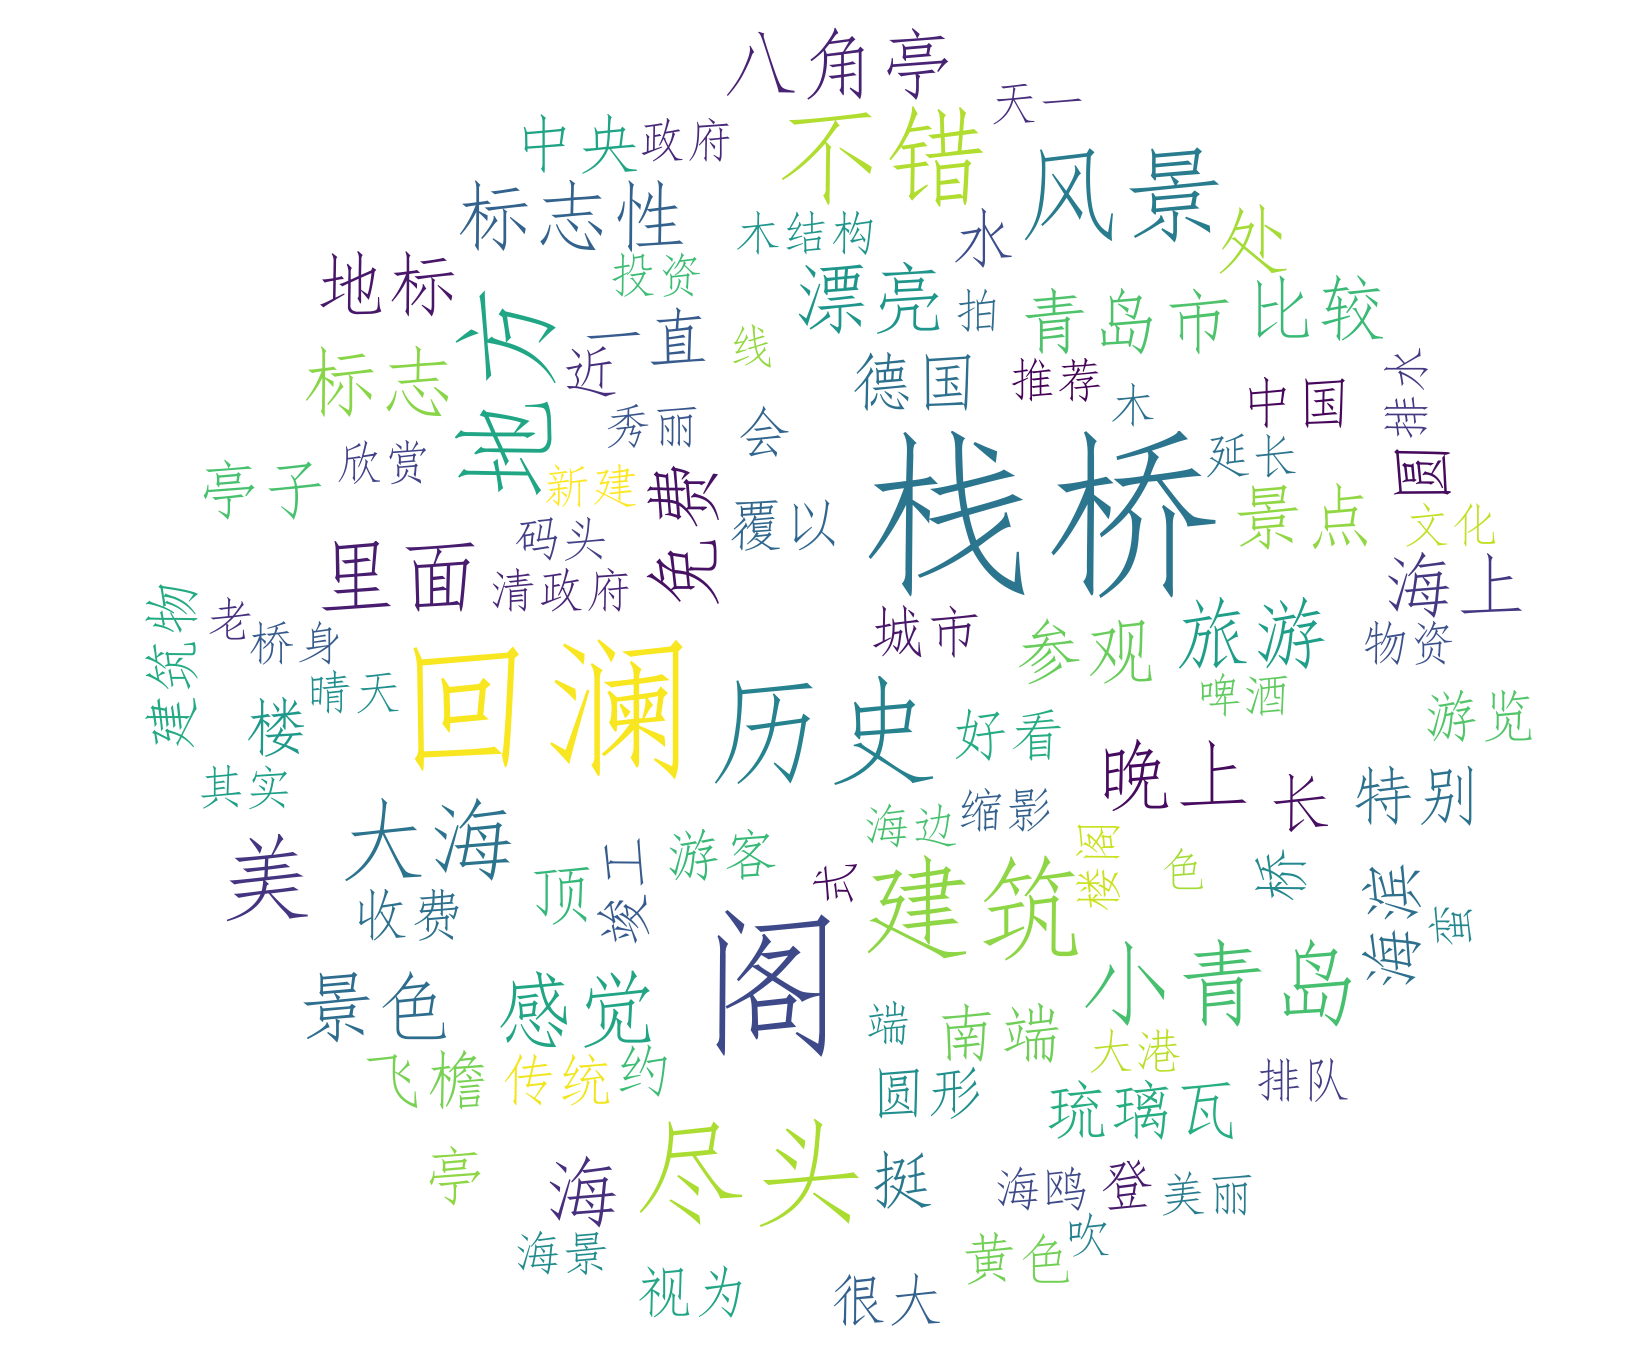 八角亭
天一
中央
政府
不错
风景
标志性
木结构
水
处
地标
投资
漂亮
拍
青岛市
比较
地方
一直
近
线
标志
德国
推荐
木
中国
排水
秀丽
会
栈桥
延长
圆
亭子
欣赏
新建
免费
覆以
景点
文化
码头
里面
清政府
海上
建筑物
老
桥身
城市
参观
旅游
物资
回澜
历史
晴天
楼
好看
啤酒
游览
其实
晚上
长
特别
大海
美
海边
缩影
游客
竣工
式
楼阁
色
桥
海滨
蛮
收费
顶
建筑
阁
小青岛
景色
感觉
端
南端
大港
飞檐
传统
约
圆形
琉璃瓦
排队
尽头
亭
海
挺
海鸥
登
美丽
海景
吹
黄色
视为
很大